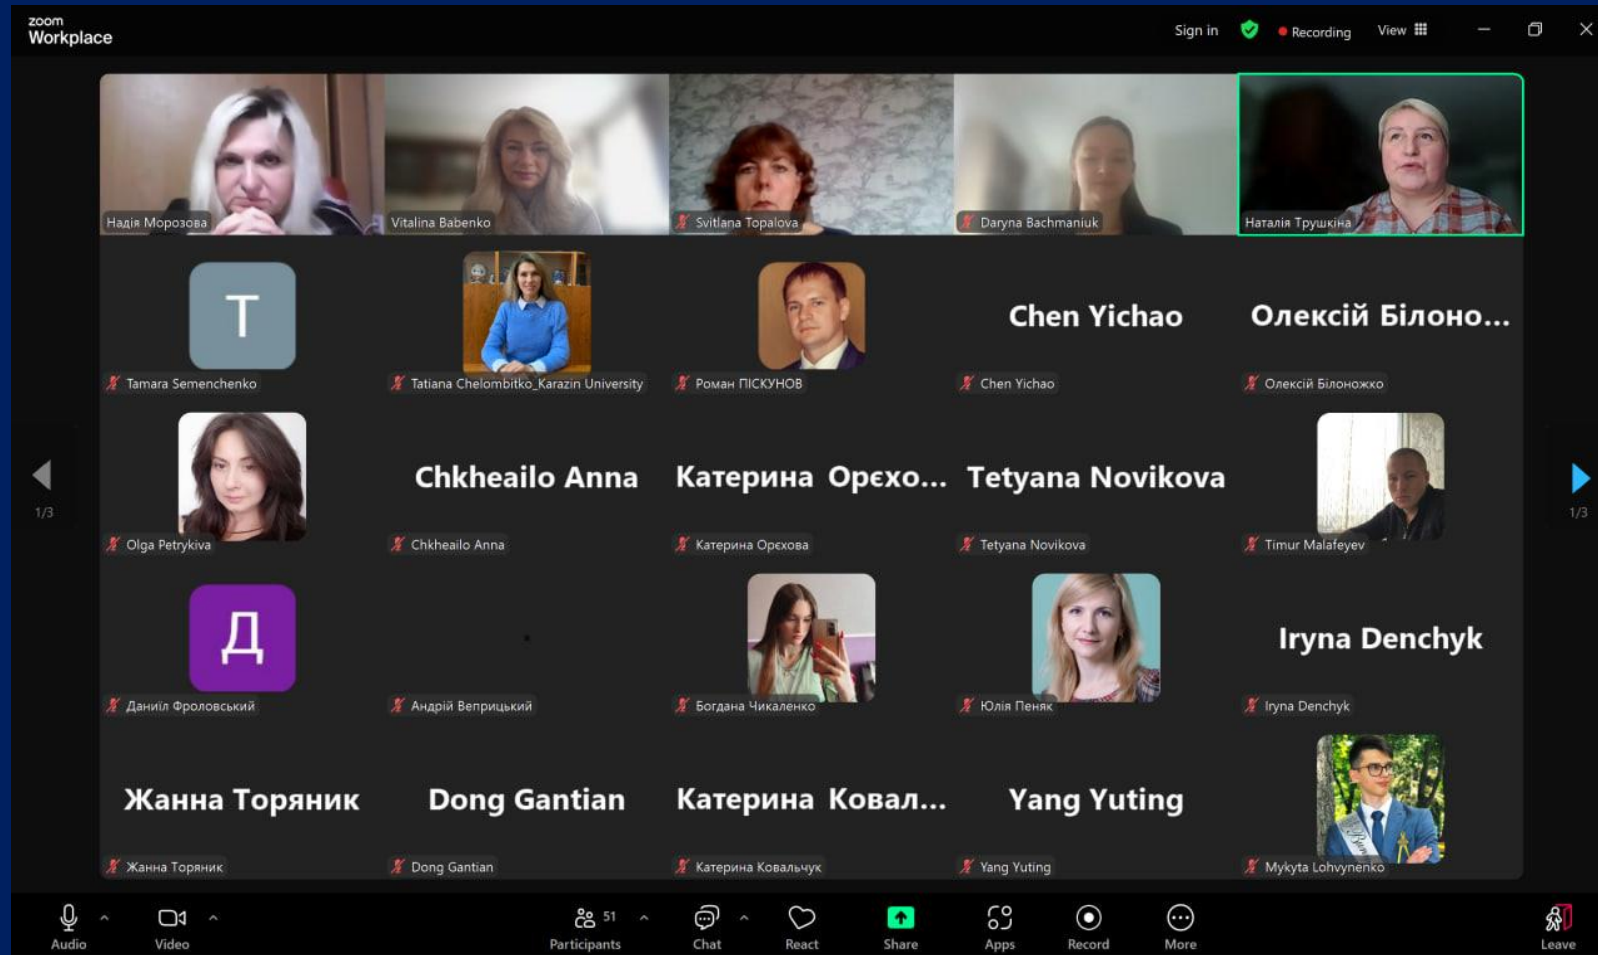 zoom
Workplace
Sign in
Recording
View
Надія Морозова
Vitalina Babenko
Svitlana Topalova
Daryna Bachmaniuk
Наталія Трушкіна
T
Chen Yichao
Олексій Білоно...
Tamara Semenchenko
Tatiana Chelombitko_Karazin University
Роман ПІСКУНОВ
Chen Yichao
Олексій Білоножко
Chkheailo Anna
Катерина Орєхо...
Tetyana Novikova
1/3
1/3
Olga Petrykiva
Chkheailo Anna
Катерина Орєхова
Tetyana Novikova
Timur Malafeyev
Д
Iryna Denchyk
Даниїл Фроловський
Андрій Веприцький
Богдана Чикаленко
Юлія Пеняк
Iryna Denchyk
Жанна Торяник
Dong Gantian
Катерина Ковал...
Yang Yuting
Жанна Торяник
Dong Gantian
Катерина Ковальчук
Yang Yuting
Mykyta Lohvynenko
51
Audio
Video
Participants
Chat
React
Share
Apps
Record
More
Leave